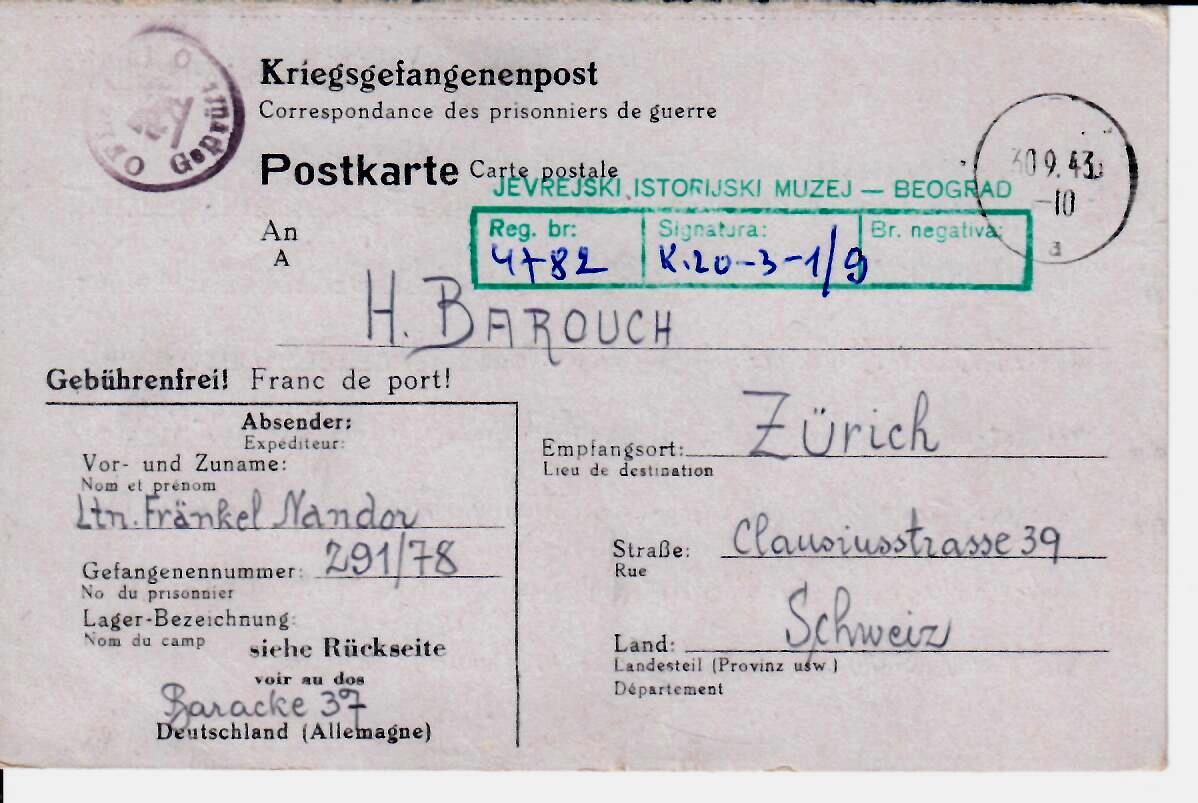 Geprüft
Kriegsgefangenenpost
Correspondance des prisonniers de guerre
Postkarte Carte postale
30.9.43
-10
a
JEVREJSKI ISTORIJSKI MUZEJ — BEOGRAD
Reg. br: Signatura: Br. negativa:
4782 K.20-3-1/9
An
A
H. BAROUCH
Gebührenfrei! Franc de port!
Absender:
Expéditeur:
Vor- und Zuname:
Nom et prénom
Ltn. Fränkel Nandor
Gefangenennummer: 291/78
No du prisonnier
Lager-Bezeichnung:
Nom du camp
siehe Rückseite
voir au dos
Baracke 37
Deutschland (Allemagne)
Empfangsort: Zürich
Lieu de destination
Straße: Clausiusstrasse 39
Rue
Land: Schweiz
Landesteil (Provinz usw.)
Département